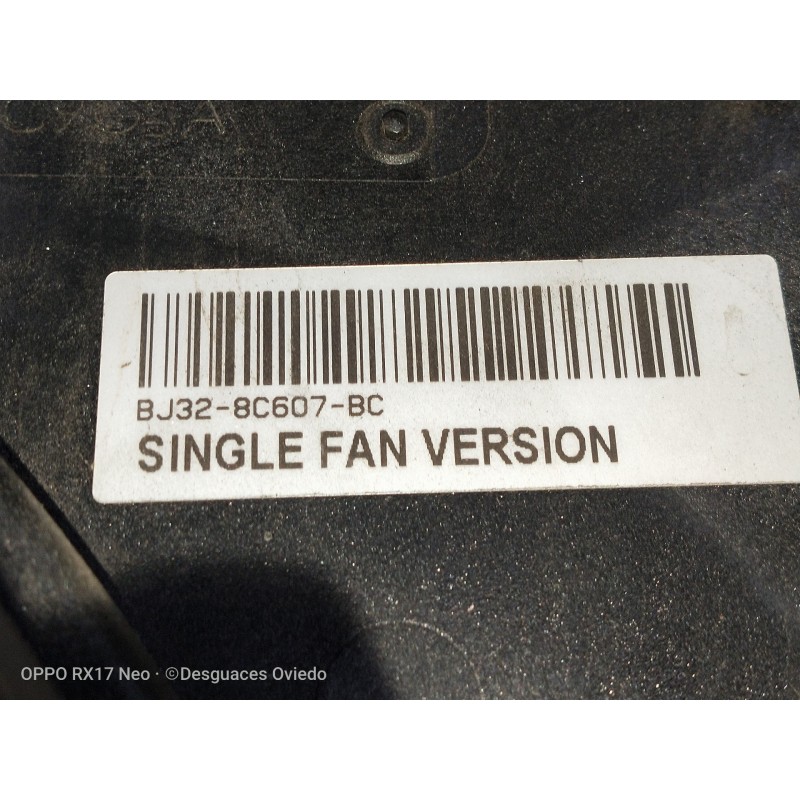 BJ32-8C607-BC
SINGLE FAN VERSION
OPPO RX17 Neo · ©Desguaces Oviedo